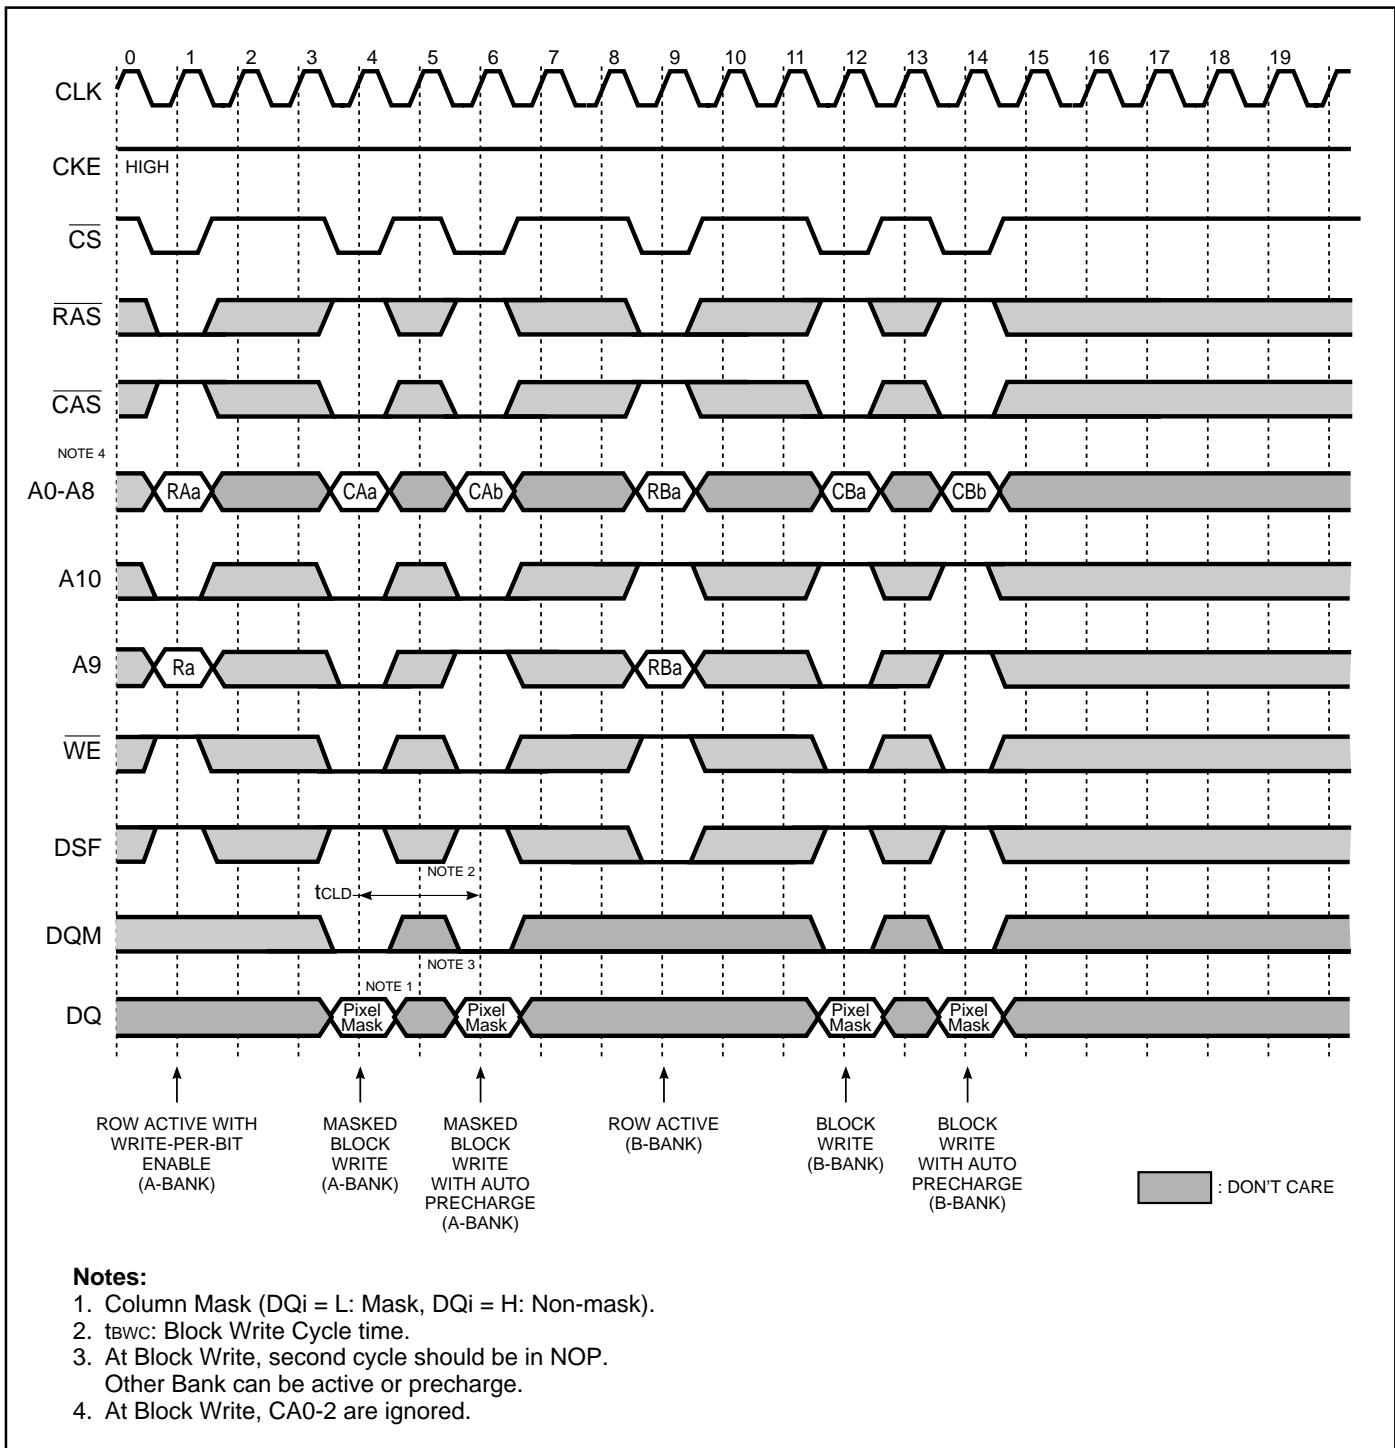 0 1 2 3 4 5 6 7 8 9 10 11 12 13 14 15 16 17 18 19
CLK
CKE HIGH
CS
RAS
CAS
NOTE 4
A0-A8 RAa CAa CAb RBa CBa CBb
A10
A9 Ra RBa
WE
DSF
NOTE 2
tCLD
DQM
NOTE 3
NOTE 1
DQ Pixel Mask Pixel Mask Pixel Mask Pixel Mask
ROW ACTIVE WITH
WRITE-PER-BIT
ENABLE
(A-BANK)
MASKED
BLOCK
WRITE
(A-BANK)
MASKED
BLOCK
WRITE
WITH AUTO
PRECHARGE
(A-BANK)
ROW ACTIVE
(B-BANK)
BLOCK
WRITE
(B-BANK)
BLOCK
WRITE
WITH AUTO
PRECHARGE
(B-BANK)
: DON'T CARE
Notes:
1. Column Mask (DQi = L: Mask, DQi = H: Non-mask).
2. tBWC: Block Write Cycle time.
3. At Block Write, second cycle should be in NOP.
Other Bank can be active or precharge.
4. At Block Write, CA0-2 are ignored.